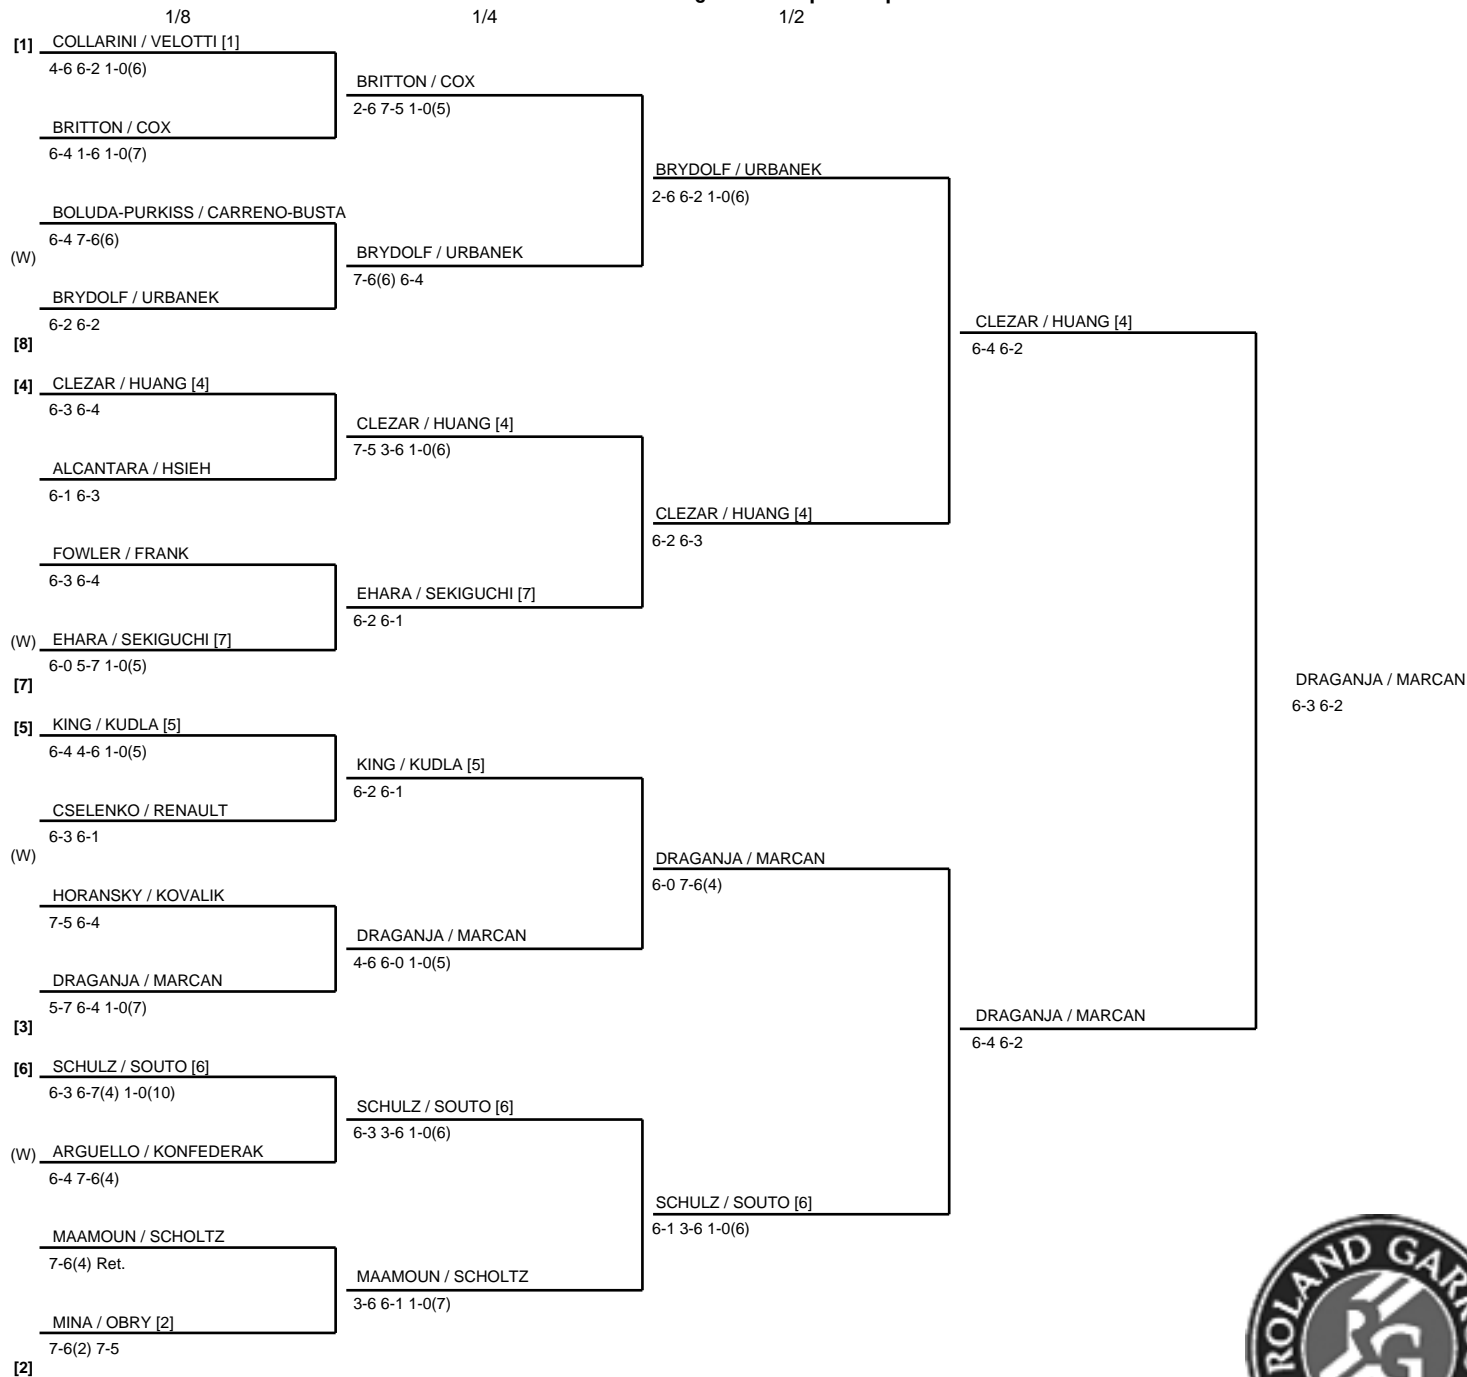 1/8
1/4
1/2
[1] COLLARINI / VELOTTI [1]
4-6 6-2 1-0(6)
BRITTON / COX
2-6 7-5 1-0(5)
BRITTON / COX
6-4 1-6 1-0(7)
BRYDOLF / URBANEK
2-6 6-2 1-0(6)
BOLUDA-PURKISS / CARRENO-BUSTA
6-4 7-6(6)
(W)
BRYDOLF / URBANEK
7-6(6) 6-4
BRYDOLF / URBANEK
6-2 6-2
[8]
CLEZAR / HUANG [4]
6-4 6-2
[4] CLEZAR / HUANG [4]
6-3 6-4
CLEZAR / HUANG [4]
7-5 3-6 1-0(6)
ALCANTARA / HSIEH
6-1 6-3
CLEZAR / HUANG [4]
6-2 6-3
FOWLER / FRANK
6-3 6-4
EHARA / SEKIGUCHI [7]
6-2 6-1
(W) EHARA / SEKIGUCHI [7]
6-0 5-7 1-0(5)
[7]
DRAGANJA / MARCAN
6-3 6-2
[5] KING / KUDLA [5]
6-4 4-6 1-0(5)
KING / KUDLA [5]
6-2 6-1
CSELENKO / RENAULT
6-3 6-1
(W)
DRAGANJA / MARCAN
6-0 7-6(4)
HORANSKY / KOVALIK
7-5 6-4
DRAGANJA / MARCAN
4-6 6-0 1-0(5)
DRAGANJA / MARCAN
5-7 6-4 1-0(7)
[3]
DRAGANJA / MARCAN
6-4 6-2
[6] SCHULZ / SOUTO [6]
6-3 6-7(4) 1-0(10)
SCHULZ / SOUTO [6]
6-3 3-6 1-0(6)
(W) ARGUELLO / KONFEDERAK
6-4 7-6(4)
SCHULZ / SOUTO [6]
6-1 3-6 1-0(6)
MAAMOUN / SCHOLTZ
7-6(4) Ret.
MAAMOUN / SCHOLTZ
3-6 6-1 1-0(7)
MINA / OBRY [2]
7-6(2) 7-5
[2]
ROLAND GARR
RG